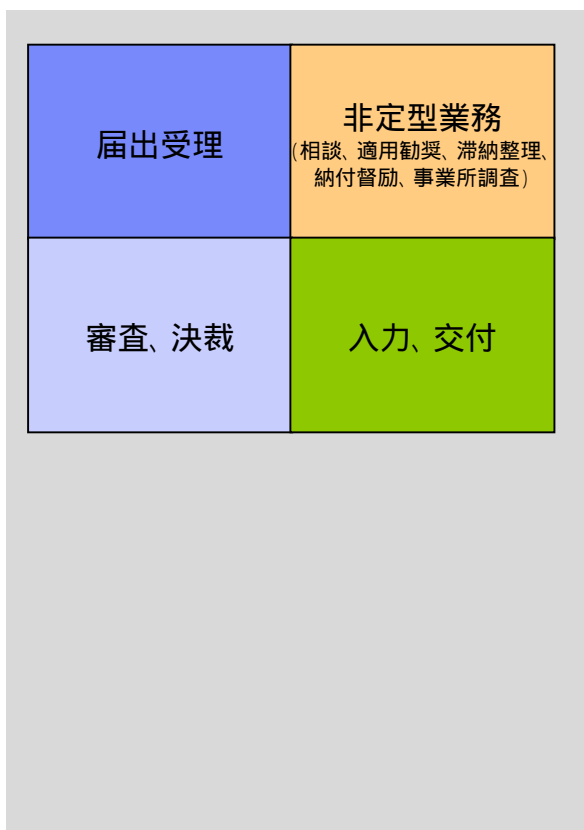 届出受理
非定型業務
(相談、適用勧奨、滞納整理、
納付督励、事業所調査)
審査、決裁
入力、交付